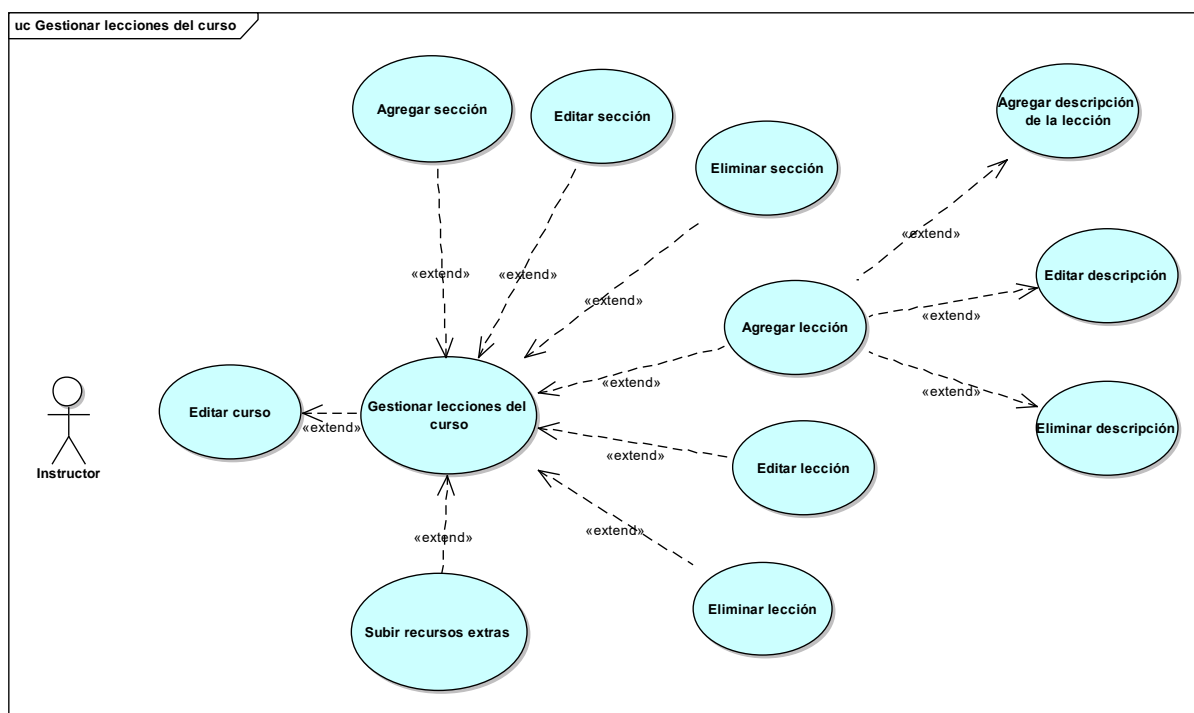 uc Gestionar lecciones del curso
Agregar sección
Editar sección
Eliminar sección
Agregar descripción
de la lección
«extend»
«extend»
«extend»
«extend»
Editar descripción
Agregar lección
«extend»
«extend»
«extend»
Eliminar descripción
Instructor
Editar curso
«extend»
Gestionar lecciones del
curso
«extend»
Editar lección
«extend»
«extend»
Subir recursos extras
Eliminar lección